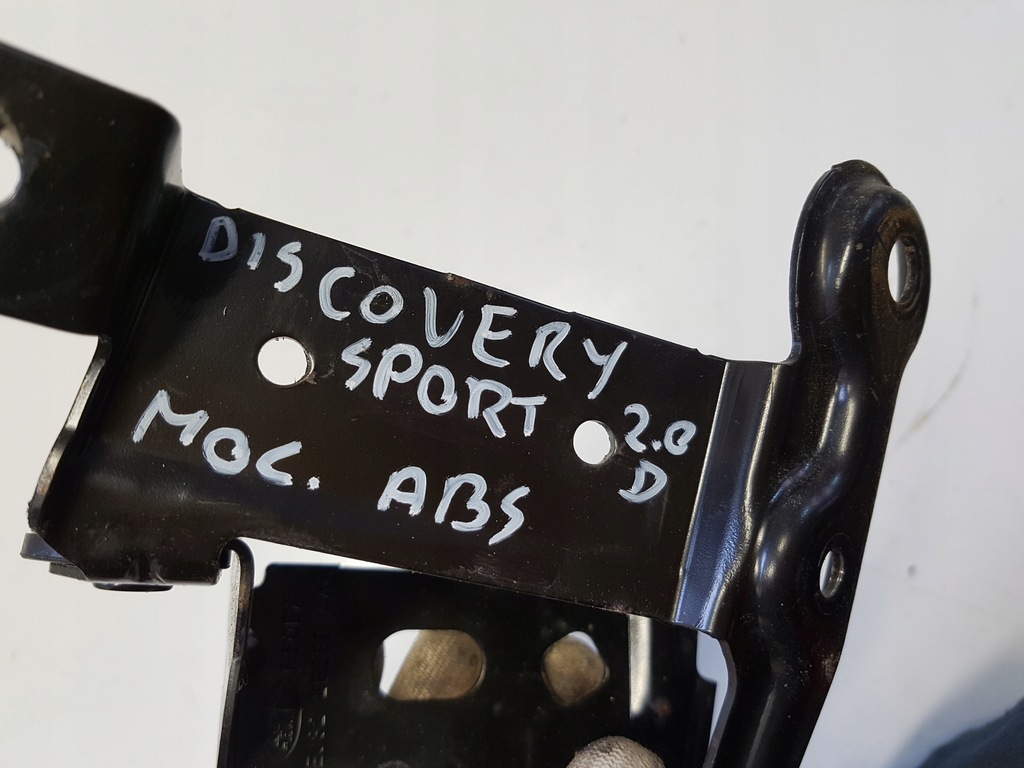 DISCOVERY
SPORT 2.0
D
MOC. ABS